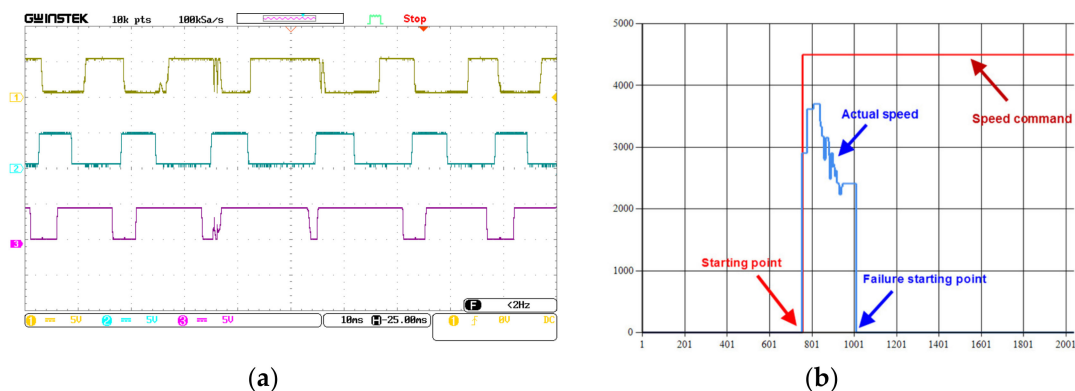 GWINSTEK 10k pts 100kSa/s Stop
1
2
3
F <2Hz
1 5V 2 5V 3 5V 10ms H -25.00ms 1 0V DC
(a)
5000
4000
3000
2000
1000
0
1 201 401 601 801 1001 1201 1401 1601 1801 2001
Actual speed
Speed command
Starting point
Failure starting point
(b)